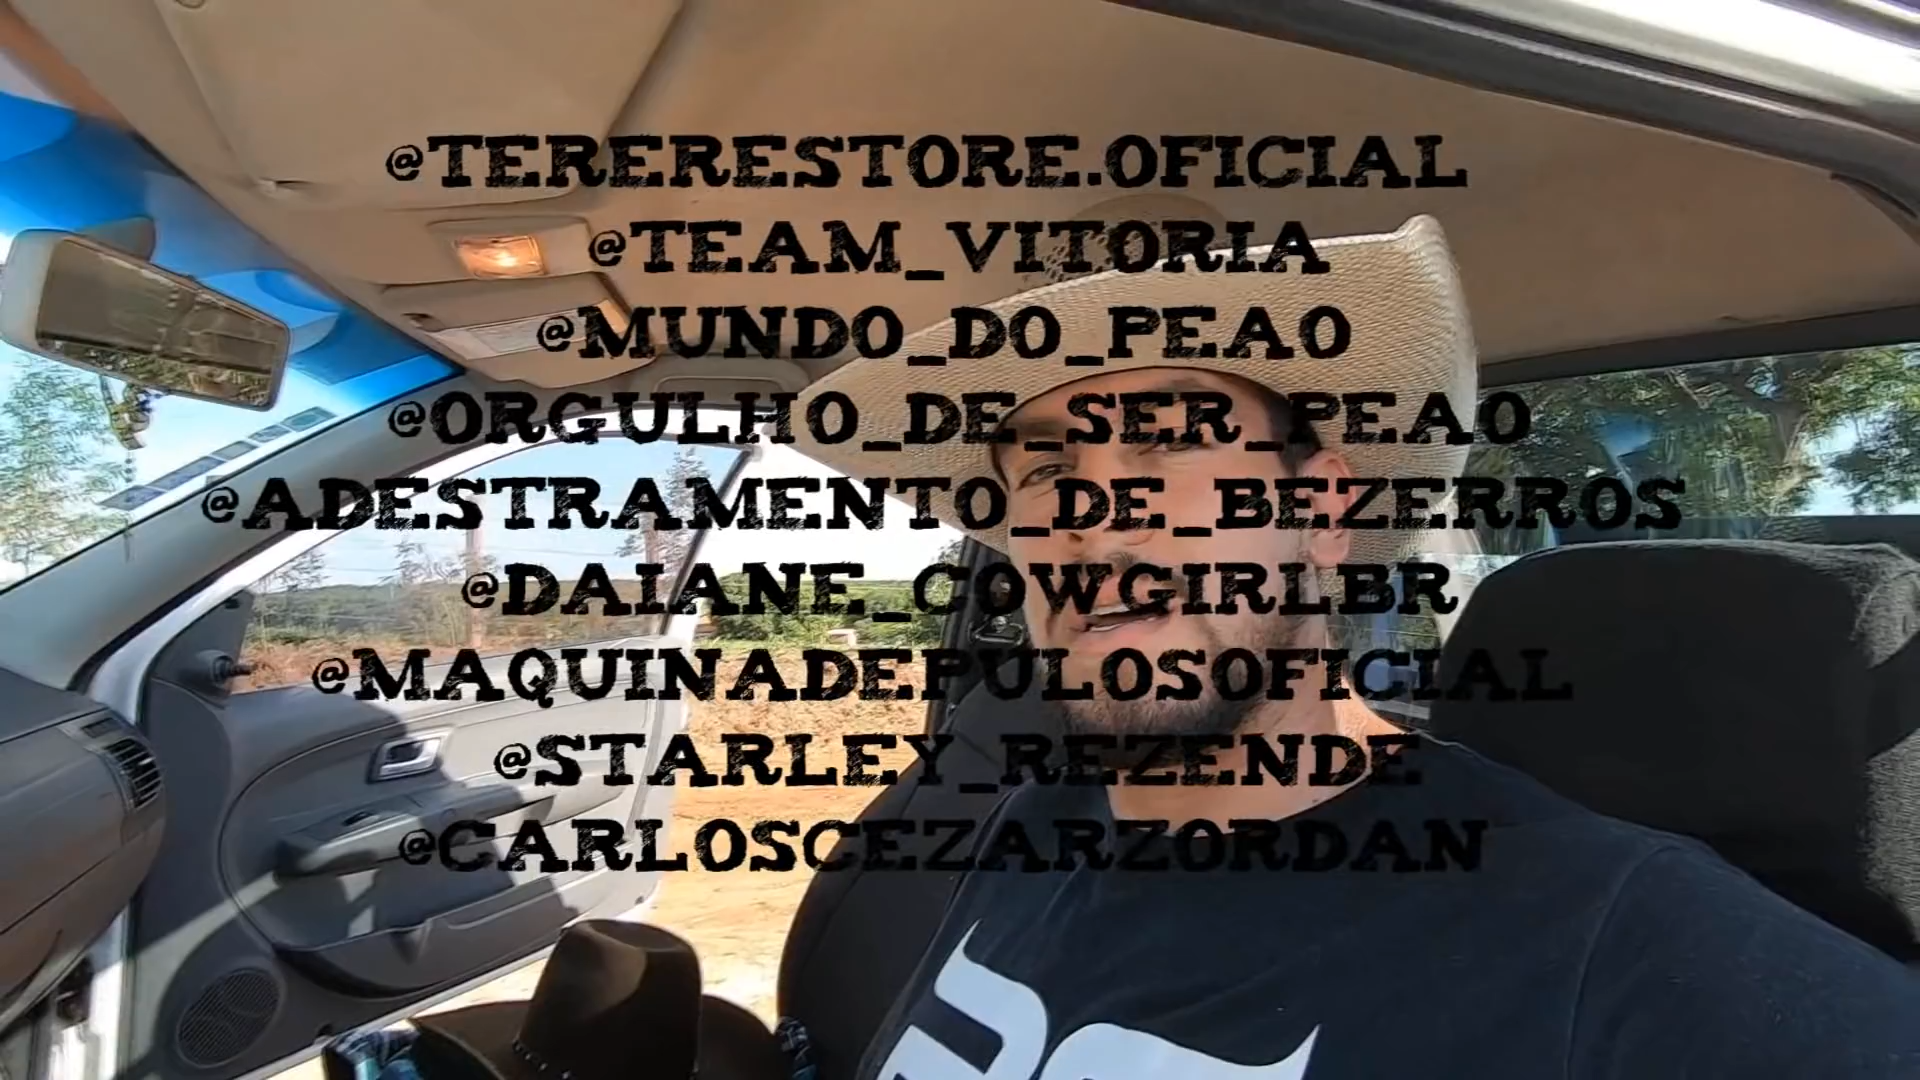 @TERERESTORE.OFICIAL
@TEAM_VITORIA
@MUNDO_DO_PEAO
@ORGULHO_DE_SER_PEAO
@ADESTRAMENTO_DE_BEZERROS
@DAIANE_COWGIRLBR
@MAQUINADEPULOSOFICIAL
@STARLEY_REZENDE
@CARLOSCEZARZORDAN